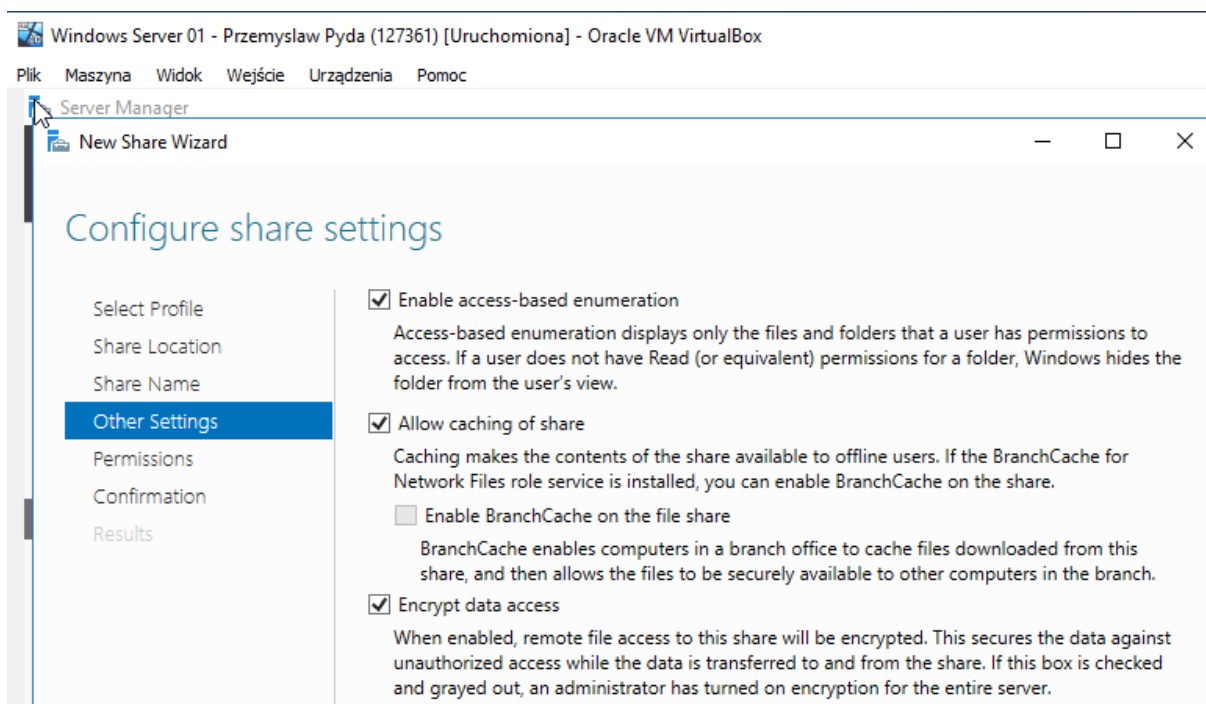 Windows Server 01 - Przemyslaw Pyda (127361) [Uruchomiona] - Oracle VM VirtualBox
Plik Maszyna Widok Wejście Urządzenia Pomoc
Server Manager
New Share Wizard
Configure share settings
Select Profile
Share Location
Share Name
Other Settings
Permissions
Confirmation
Results
Enable access-based enumeration
Access-based enumeration displays only the files and folders that a user has permissions to
access. If a user does not have Read (or equivalent) permissions for a folder, Windows hides the
folder from the user's view.
Allow caching of share
Caching makes the contents of the share available to offline users. If the BranchCache for
Network Files role service is installed, you can enable BranchCache on the share.
Enable BranchCache on the file share
BranchCache enables computers in a branch office to cache files downloaded from this
share, and then allows the files to be securely available to other computers in the branch.
Encrypt data access
When enabled, remote file access to this share will be encrypted. This secures the data against
unauthorized access while the data is transferred to and from the share. If this box is checked
and grayed out, an administrator has turned on encryption for the entire server.